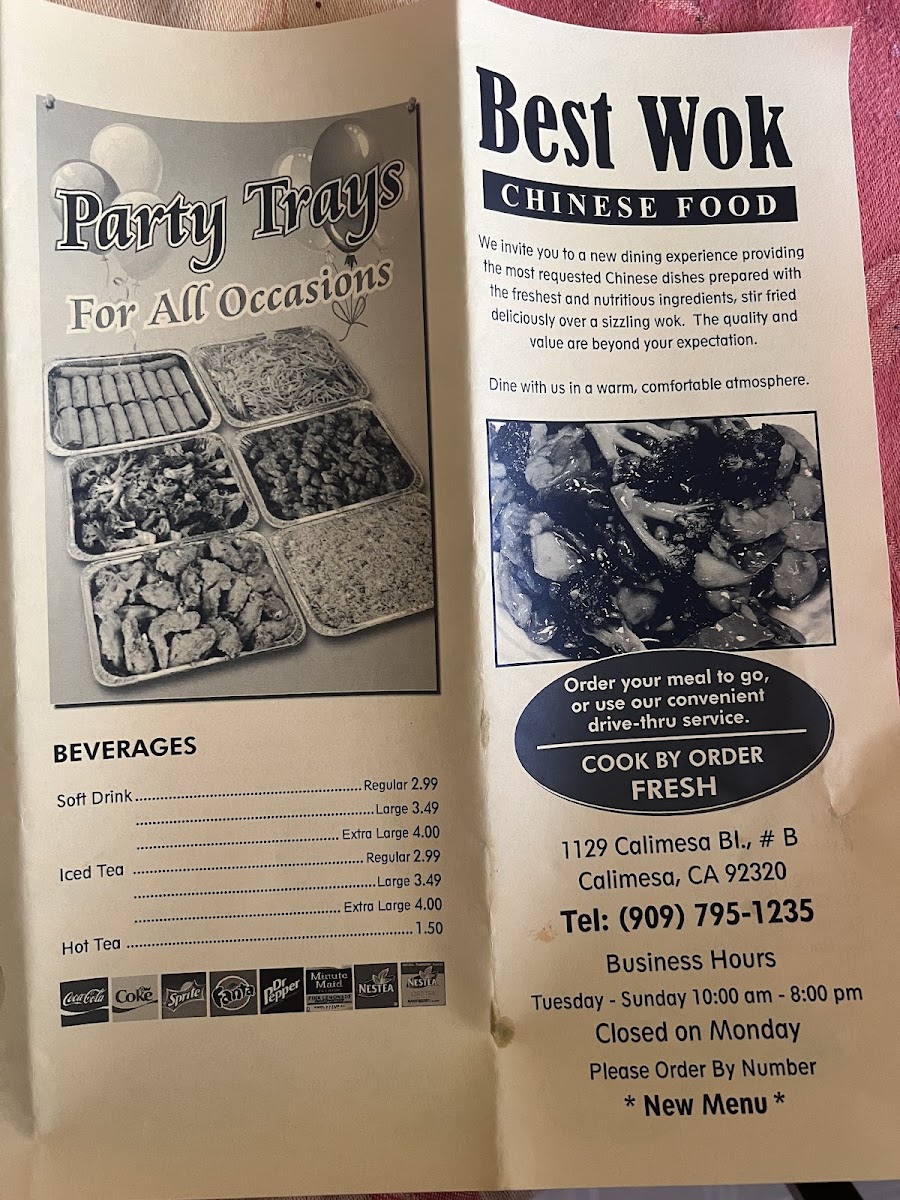 Party Trays
For All Occasions
BEVERAGES
Soft Drink........Regular 2.99
........Large 3.49
........Extra Large 4.00
Iced Tea ........Regular 2.99
........Large 3.49
........Extra Large 4.00
Hot Tea ........1.50
Coca-Cola
Coke
Sprite
Fanta
Dr Pepper
Minute Maid
PINK LEMONADE
NESTEA
NESTEA
Best Wok
CHINESE FOOD
We invite you to a new dining experience providing
the most requested Chinese dishes prepared with
the freshest and nutritious ingredients, stir fried
deliciously over a sizzling wok. The quality and
value are beyond your expectation.
Dine with us in a warm, comfortable atmosphere.
Order your meal to go,
or use our convenient
drive-thru service.
COOK BY ORDER
FRESH
1129 Calimesa Bl., # B
Calimesa, CA 92320
Tel: (909) 795-1235
Business Hours
Tuesday - Sunday 10:00 am - 8:00 pm
Closed on Monday
Please Order By Number
* New Menu *